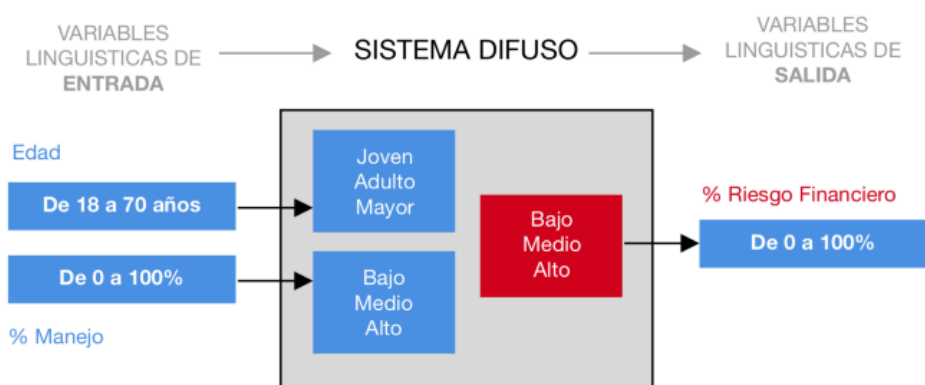 VARIABLES
LINGUISTICAS DE
ENTRADA
SISTEMA DIFUSO
VARIABLES
LINGUISTICAS DE
SALIDA
Edad
De 18 a 70 años
De 0 a 100%
% Manejo
Joven
Adulto
Mayor
Bajo
Medio
Alto
Bajo
Medio
Alto
% Riesgo Financiero
De 0 a 100%